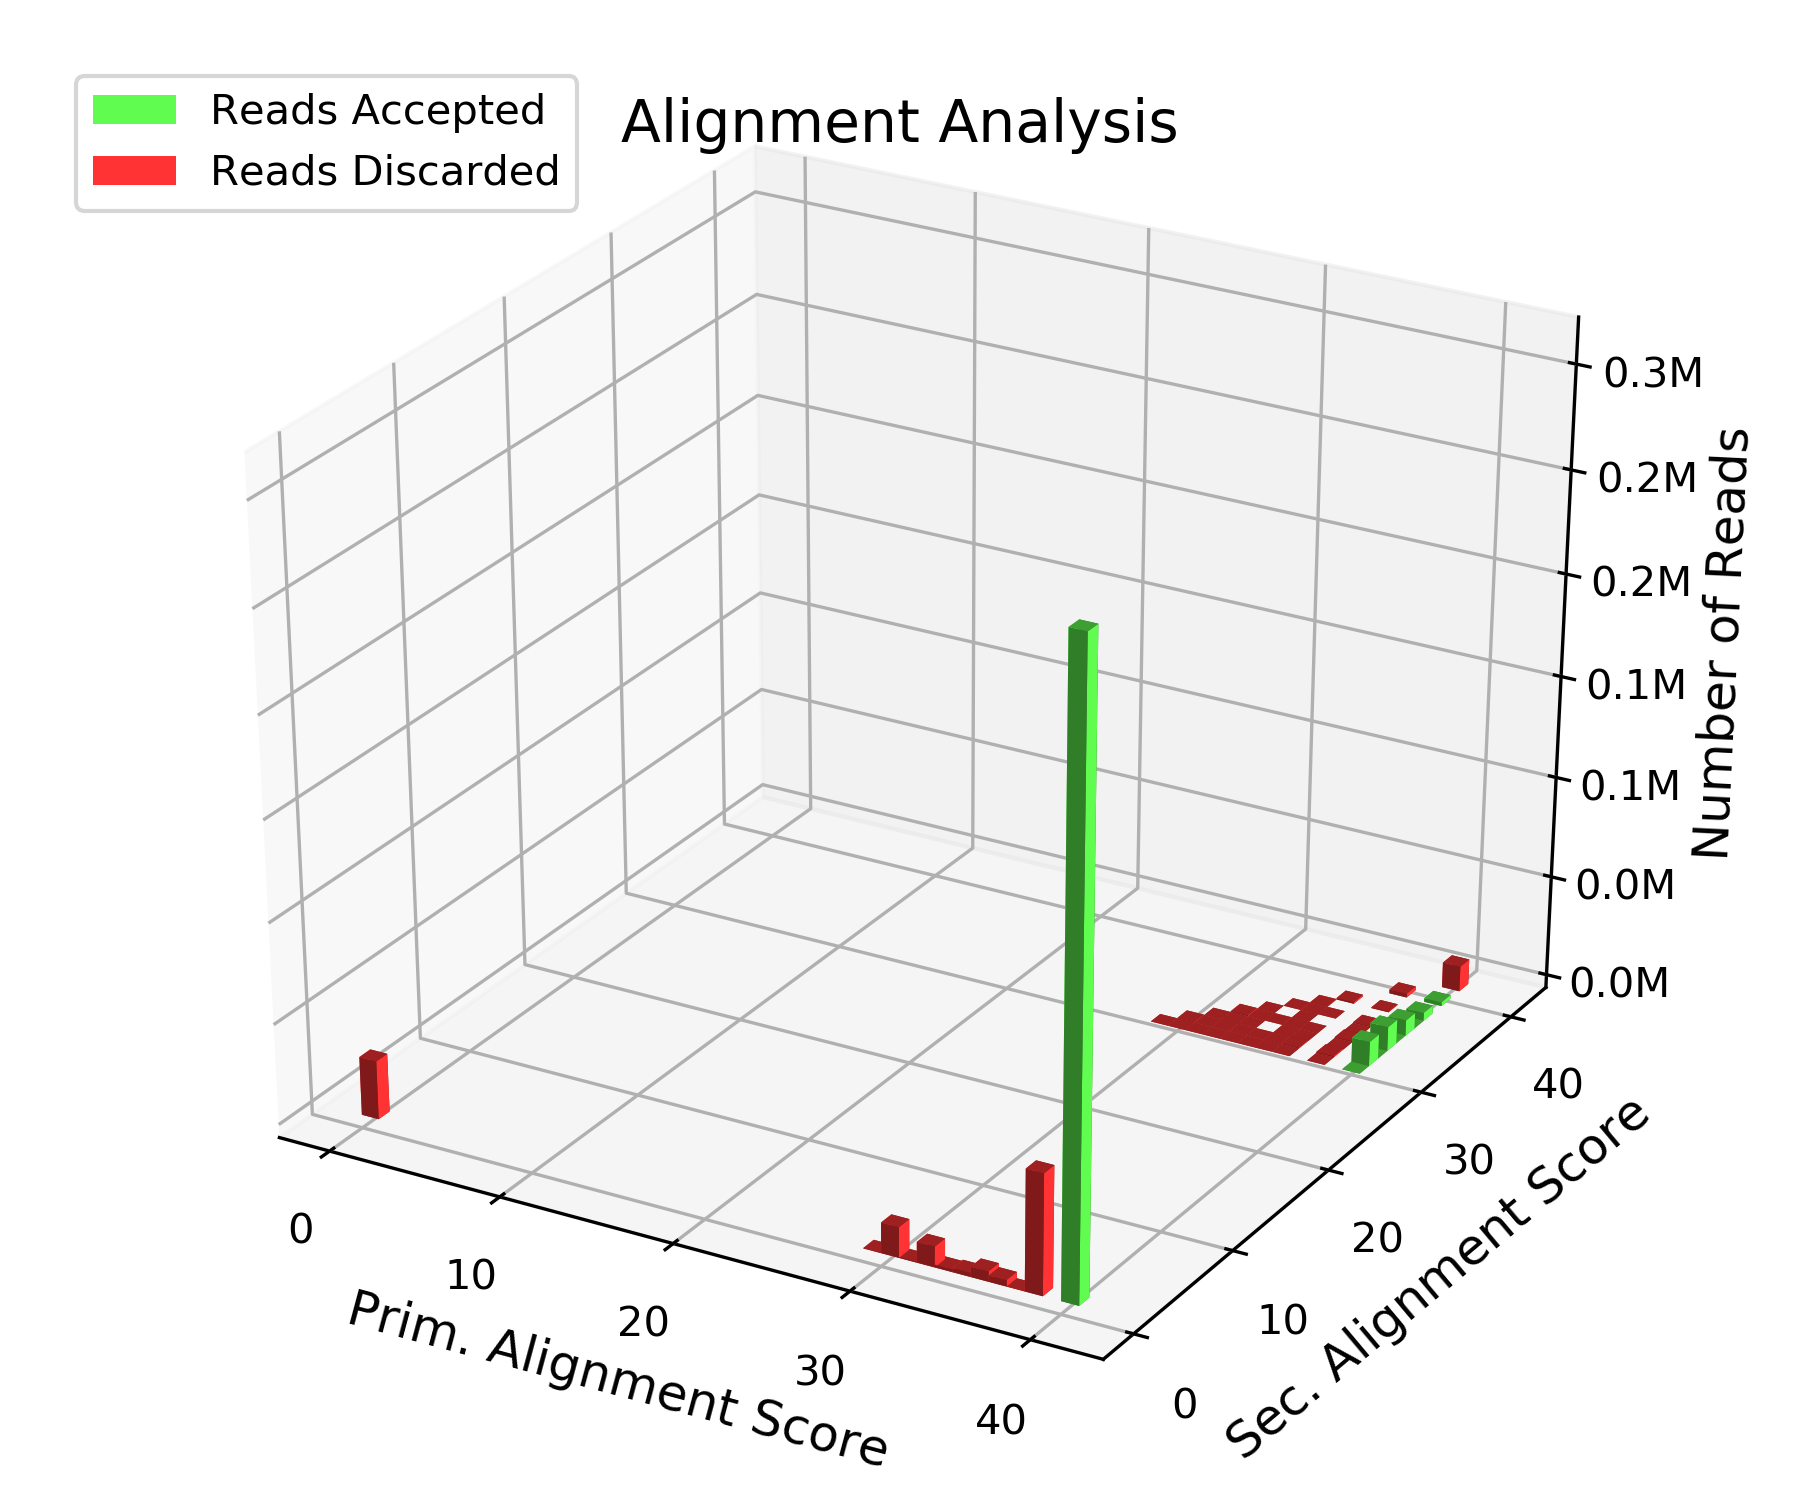 Reads Accepted
Reads Discarded
Alignment Analysis
0.3M
0.2M
0.2M
0.1M
0.1M
0.0M
0.0M
Number of Reads
0
10
20
30
40
Prim. Alignment Score
0
10
20
30
40
Sec. Alignment Score